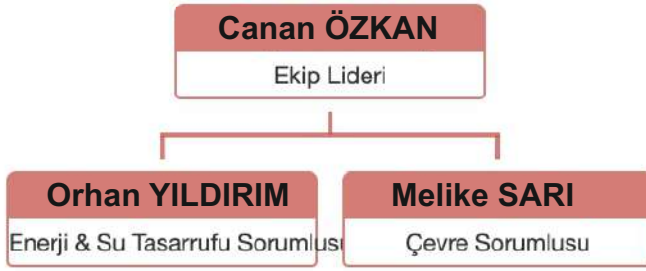 Canan ÖZKAN
Ekip Lideri
Orhan YILDIRIM
Enerji & Su Tasarrufu Sorumlusu
Melike SARI
Çevre Sorumlusu